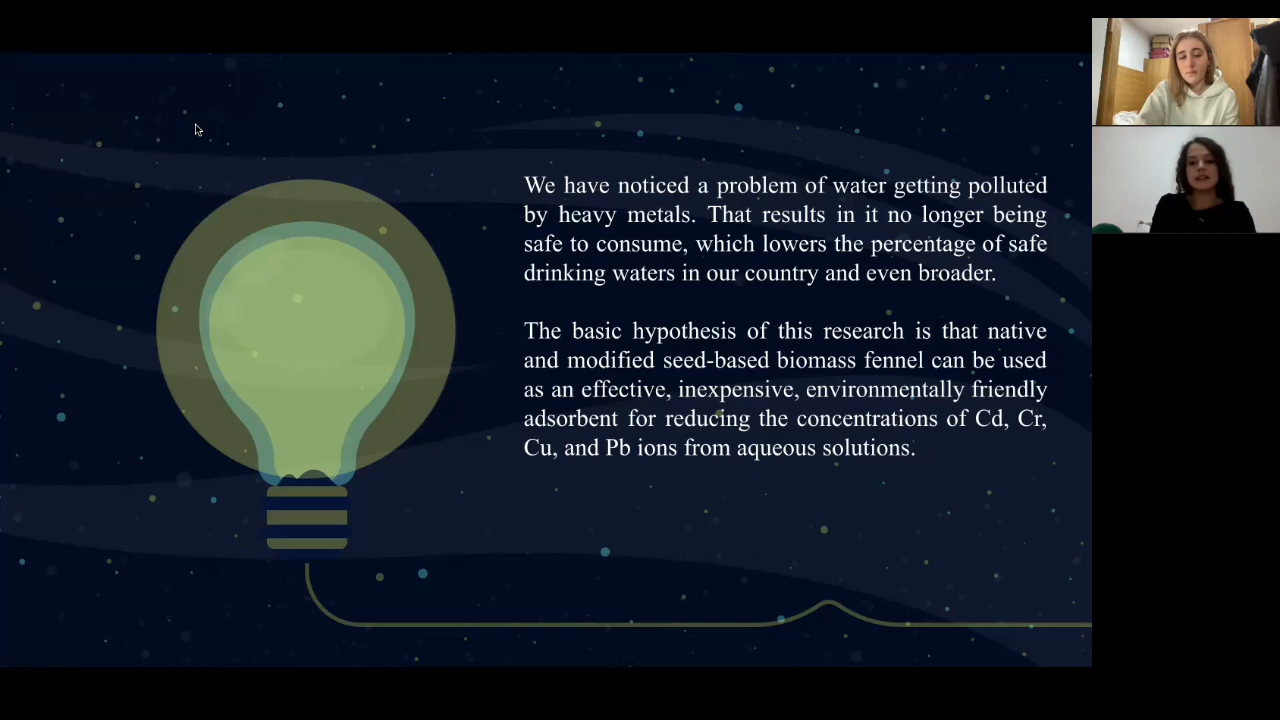 We have noticed a problem of water getting polluted
by heavy metals. That results in it no longer being
safe to consume, which lowers the percentage of safe
drinking waters in our country and even broader.
The basic hypothesis of this research is that native
and modified seed-based biomass fennel can be used
as an effective, inexpensive, environmentally friendly
adsorbent for reducing the concentrations of Cd, Cr,
Cu, and Pb ions from aqueous solutions.